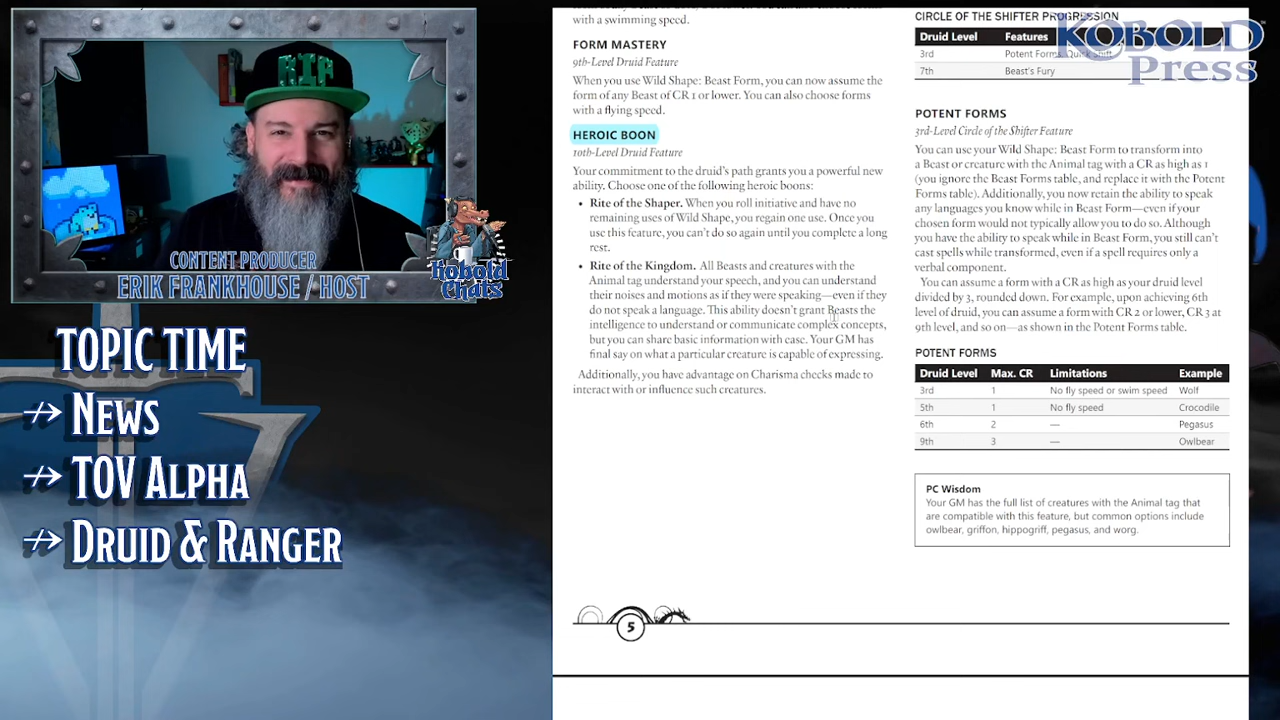 RIP
CONTENT PRODUCER
ERIK FRANKHOUSE / HOST
Kobold
Chats
TOPIC TIME
News
TOV Alpha
Druid & Ranger
with a swimming speed.
FORM MASTERY
9th-Level Druid Feature
When you use Wild Shape: Beast Form, you can now assume the
form of any Beast of CR 1 or lower. You can also choose forms
with a flying speed.
HEROIC BOON
10th-Level Druid Feature
Your commitment to the druid's path grants you a powerful new
ability. Choose one of the following heroic boons:
• Rite of the Shaper. When you roll initiative and have no
remaining uses of Wild Shape, you regain one use. Once you
use this feature, you can't do so again until you complete a long
rest.
• Rite of the Kingdom. All Beasts and creatures with the
Animal tag understand your speech, and you can understand
their noises and motions as if they were speaking—even if they
do not speak a language. This ability doesn't grant Beasts the
intelligence to understand or communicate complex concepts,
but you can share basic information with ease. Your GM has
final say on what a particular creature is capable of expressing.
Additionally, you have advantage on Charisma checks made to
interact with or influence such creatures.
5
CIRCLE OF THE SHIFTER PROGRESSION
Druid Level Features
3rd Potent Forms, Quick Shift
7th Beast's Fury
KOBOLD
Press
POTENT FORMS
3rd-Level Circle of the Shifter Feature
You can use your Wild Shape: Beast Form to transform into
a Beast or creature with the Animal tag with a CR as high as 1
(you ignore the Beast Forms table, and replace it with the Potent
Forms table). Additionally, you now retain the ability to speak
any languages you know while in Beast Form—even if your
chosen form would not typically allow you to do so. Although
you have the ability to speak while in Beast Form, you still can't
cast spells while transformed, even if a spell requires only a
verbal component.
You can assume a form with a CR as high as your druid level
divided by 3, rounded down. For example, upon achieving 6th
level of druid, you can assume a form with CR 2 or lower, CR 3 at
9th level, and so on—as shown in the Potent Forms table.
POTENT FORMS
Druid Level Max. CR Limitations Example
3rd 1 No fly speed or swim speed Wolf
5th 1 No fly speed Crocodile
6th 2 — Pegasus
9th 3 — Owlbear
PC Wisdom
Your GM has the full list of creatures with the Animal tag that
are compatible with this feature, but common options include
owlbear, griffon, hippogriff, pegasus, and worg.